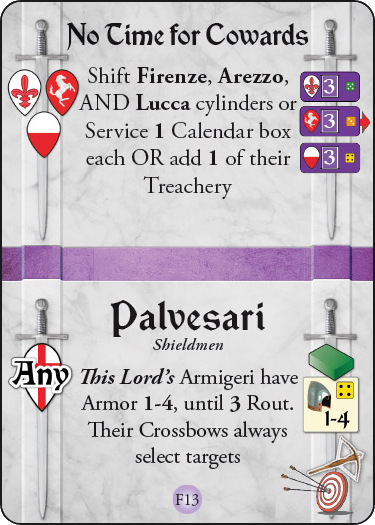 No Time for Cowards
Shift Firenze, Arezzo,
AND Lucca cylinders or
Service 1 Calendar box
each OR add 1 of their
Treachery
3
3
3
Palvesari
Shieldmen
Any
This Lord's Armigeri have
Armor 1-4, until 3 Rout.
Their Crossbows always
select targets
1-4
F13